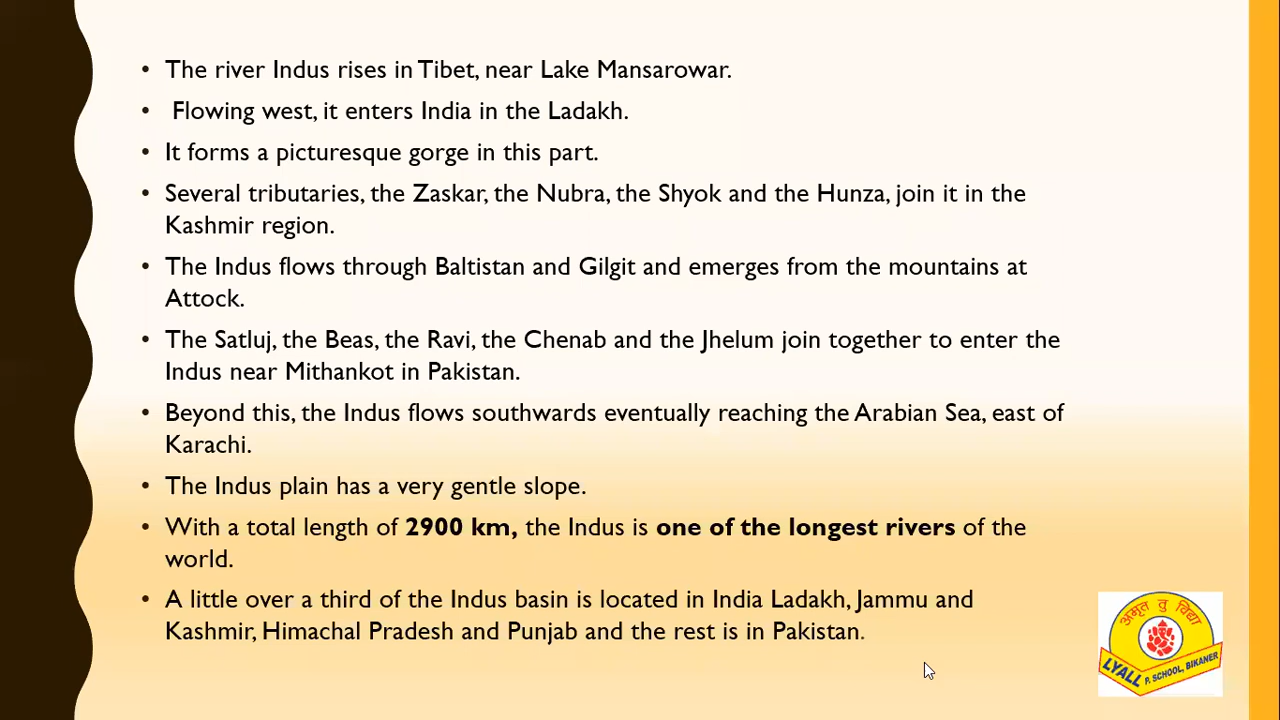 • The river Indus rises in Tibet, near Lake Mansarowar.
• Flowing west, it enters India in the Ladakh.
• It forms a picturesque gorge in this part.
• Several tributaries, the Zaskar, the Nubra, the Shyok and the Hunza, join it in the
Kashmir region.
• The Indus flows through Baltistan and Gilgit and emerges from the mountains at
Attock.
• The Satluj, the Beas, the Ravi, the Chenab and the Jhelum join together to enter the
Indus near Mithankot in Pakistan.
• Beyond this, the Indus flows southwards eventually reaching the Arabian Sea, east of
Karachi.
• The Indus plain has a very gentle slope.
• With a total length of 2900 km, the Indus is one of the longest rivers of the
world.
• A little over a third of the Indus basin is located in India Ladakh, Jammu and
Kashmir, Himachal Pradesh and Punjab and the rest is in Pakistan.
अमृत तु विद्या
LYALL P. SCHOOL, BIKANER